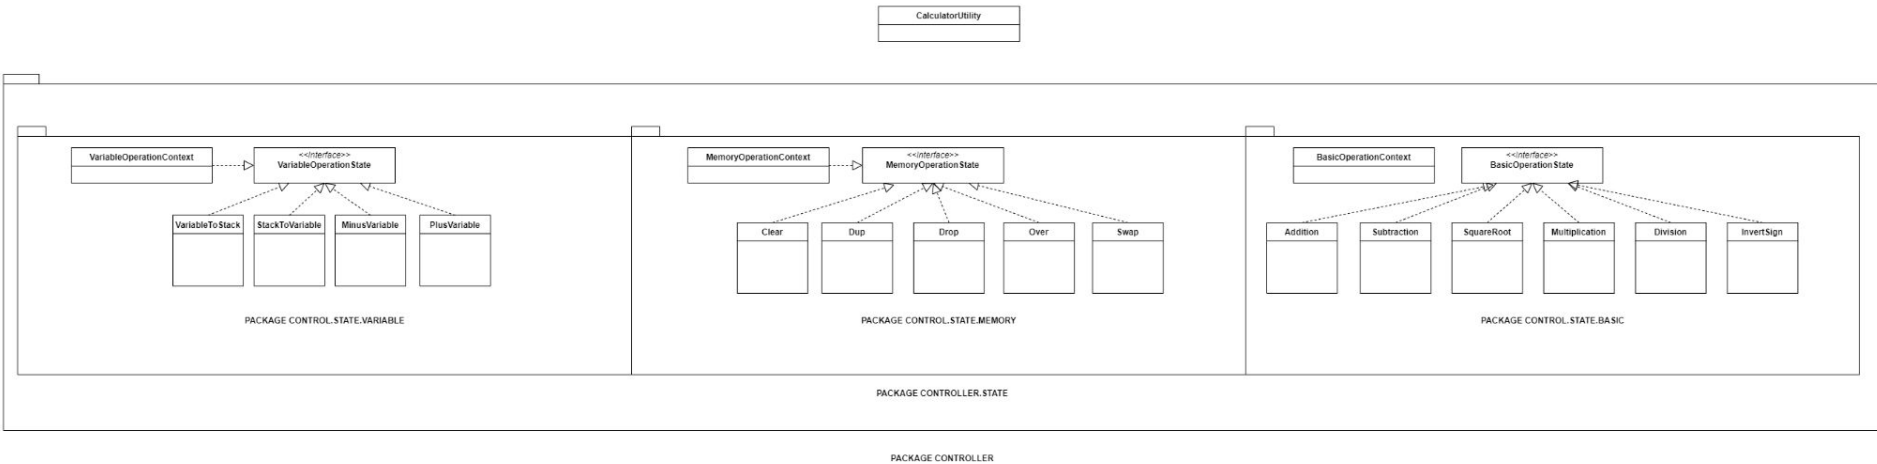 CalculatorUtility
VariableOperationContext
<<interface>>
VariableOperationState
VariableToStack
StackToVariable
MinusVariable
PlusVariable
PACKAGE CONTROL.STATE.VARIABLE
MemoryOperationContext
<<interface>>
MemoryOperationState
Clear
Dup
Drop
Over
Swap
PACKAGE CONTROL.STATE.MEMORY
BasicOperationContext
<<interface>>
BasicOperationState
Addition
Subtraction
SquareRoot
Multiplication
Division
InvertSign
PACKAGE CONTROL.STATE.BASIC
PACKAGE CONTROLLER.STATE
PACKAGE CONTROLLER